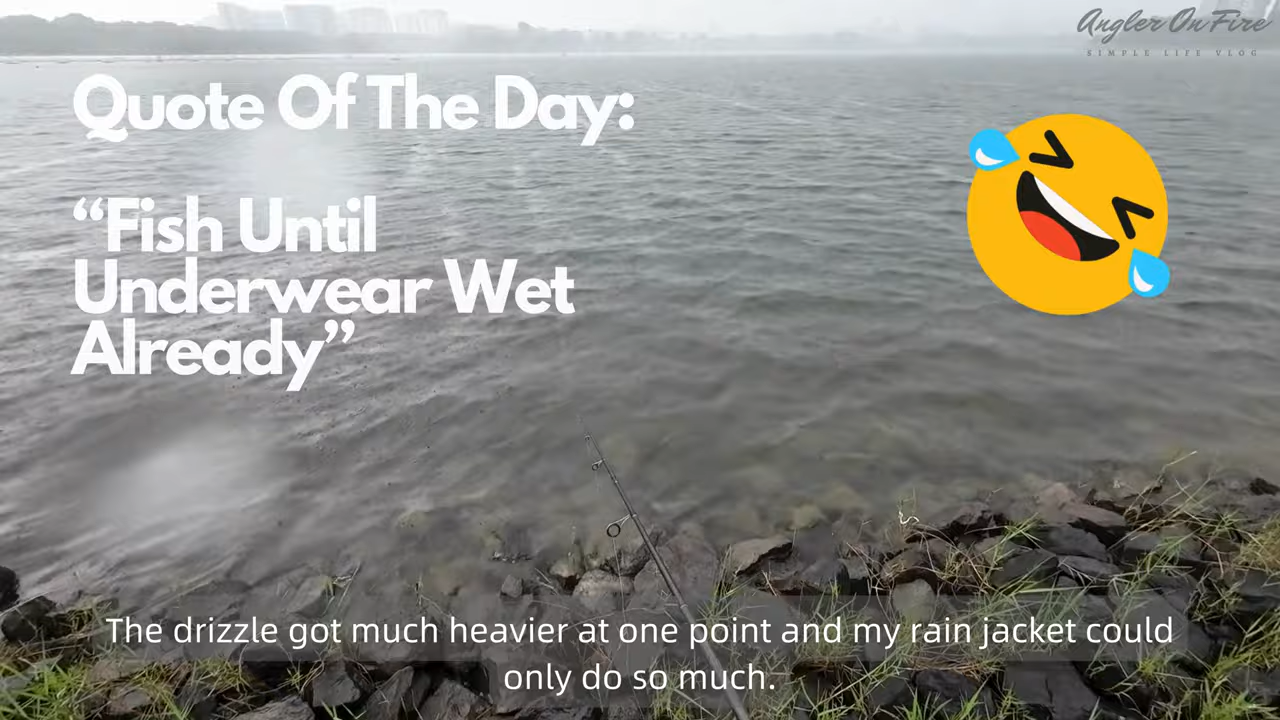 Angler On Fire
SIMPLE LIFE VLOG
Quote Of The Day:
“Fish Until
Underwear Wet
Already”
The drizzle got much heavier at one point and my rain jacket could
only do so much.